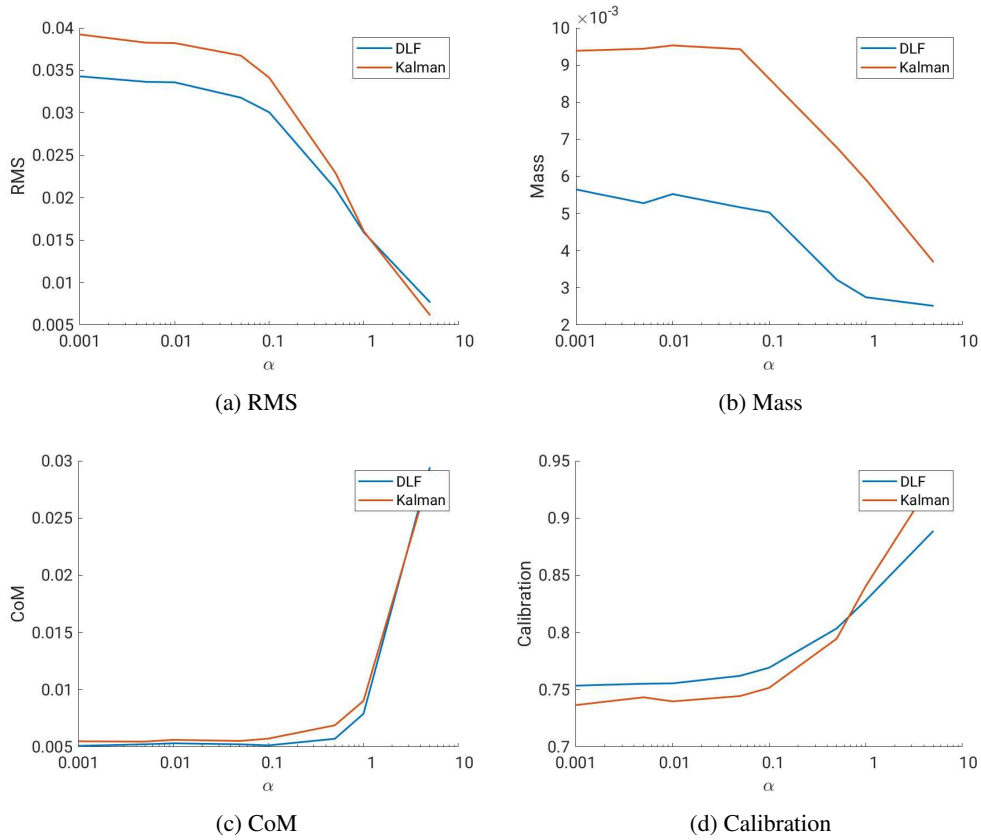 0.04
0.035
0.03
0.025
0.02
0.015
0.01
0.005
RMS
DLF
Kalman
0.001 0.01 0.1 1 10
α
(a) RMS
×10⁻³
10
9
8
7
6
5
4
3
2
Mass
DLF
Kalman
0.001 0.01 0.1 1 10
α
(b) Mass
0.03
0.025
0.02
0.015
0.01
0.005
CoM
DLF
Kalman
0.001 0.01 0.1 1 10
α
(c) CoM
0.95
0.9
0.85
0.8
0.75
0.7
Calibration
DLF
Kalman
0.001 0.01 0.1 1 10
α
(d) Calibration